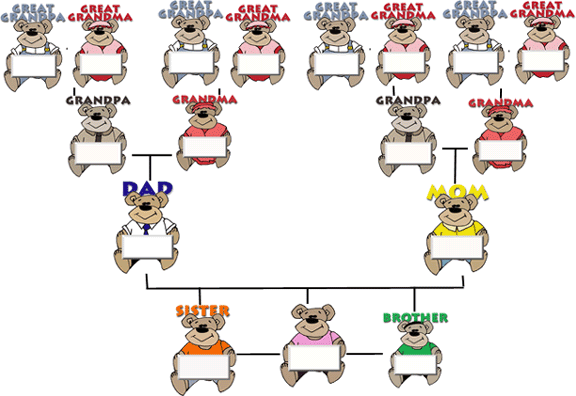 GREAT GRANDPA
GREAT GRANDMA
GREAT GRANDPA
GREAT GRANDMA
GREAT GRANDPA
GREAT GRANDMA
GREAT GRANDPA
GREAT GRANDMA
GRANDPA
GRANDMA
GRANDPA
GRANDMA
DAD
MOM
SISTER
BROTHER